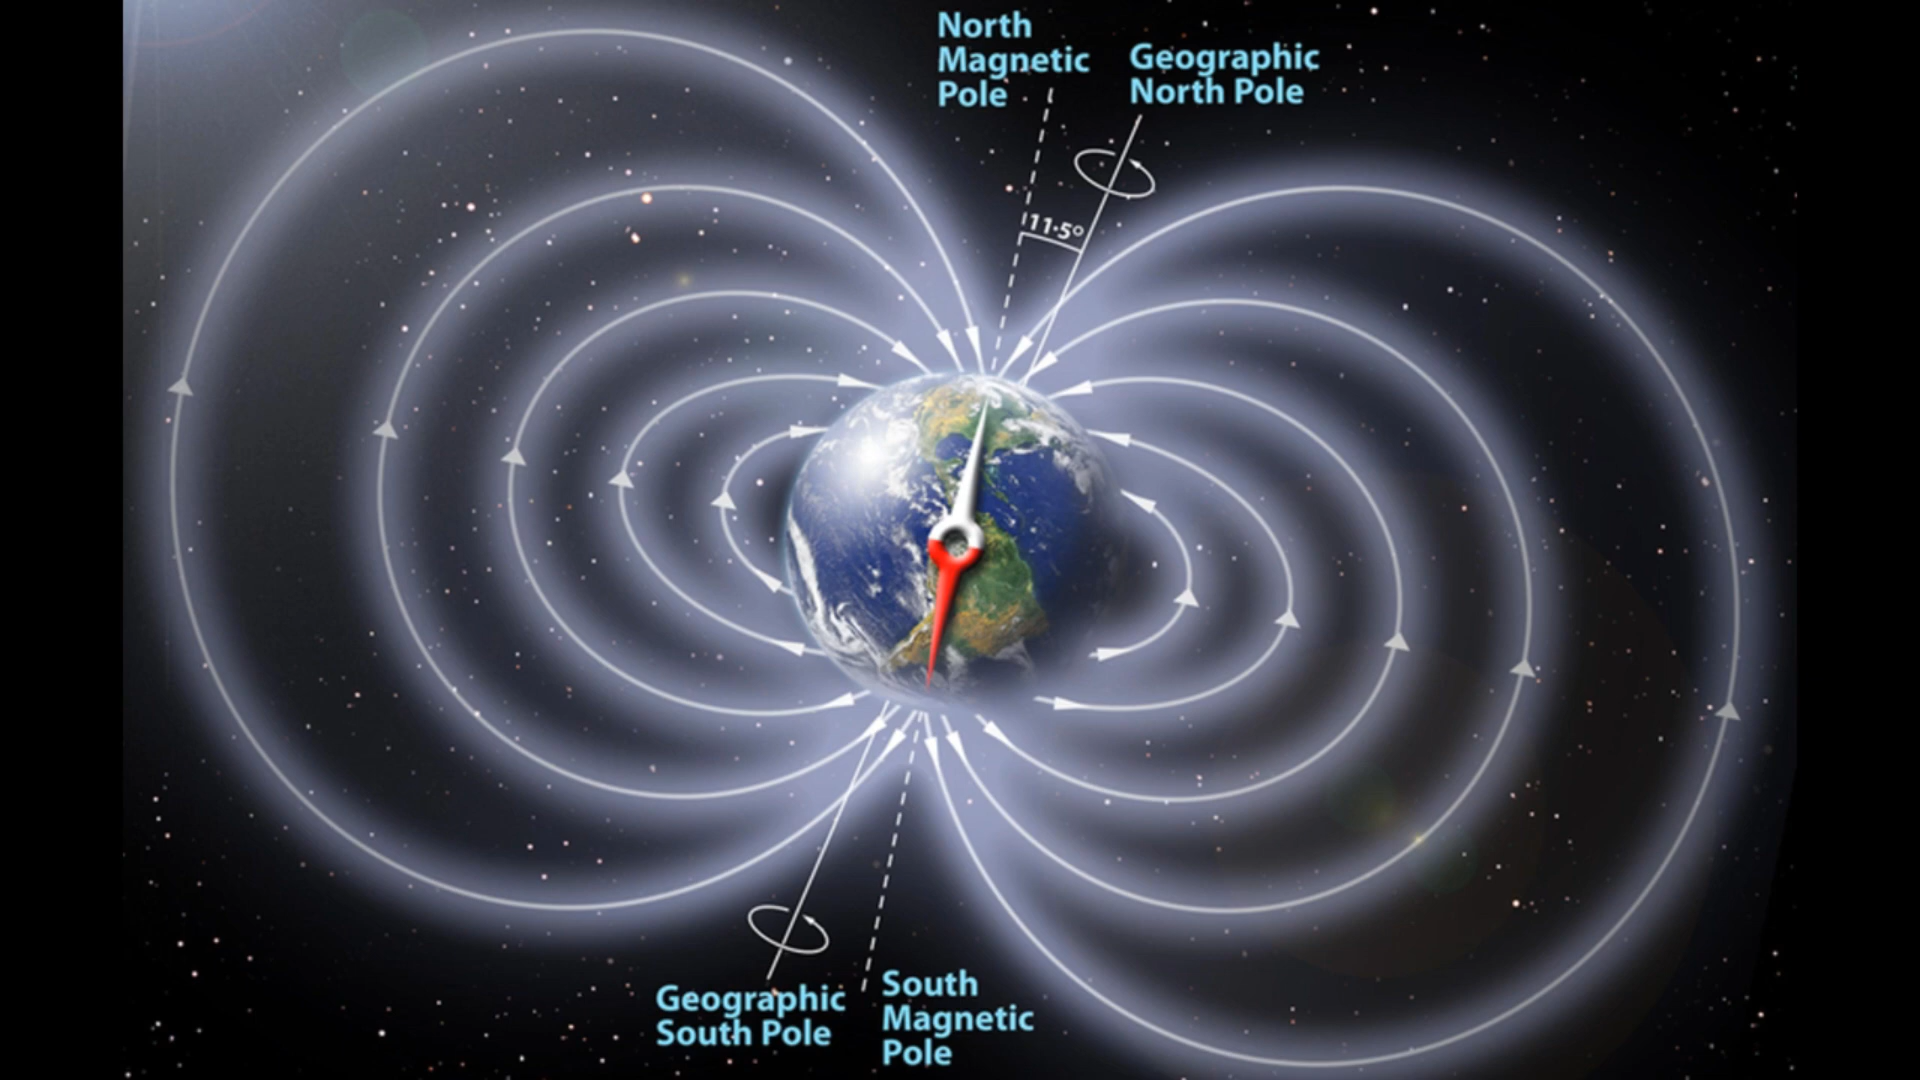 North
Magnetic
Pole
Geographic
North Pole
11·5°
Geographic
South Pole
South
Magnetic
Pole